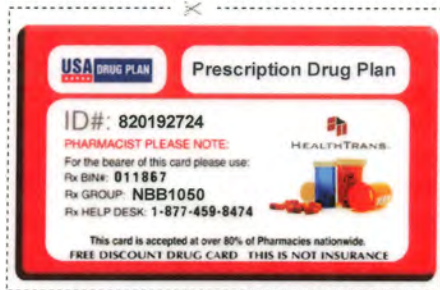 USA DRUG PLAN
Prescription Drug Plan
ID#: 820192724
PHARMACIST PLEASE NOTE:
HEALTHTRANS.
For the bearer of this card please use:
Rx BIN#: 011867
Rx GROUP: NBB1050
Rx HELP DESK: 1-877-459-8474
This card is accepted at over 80% of Pharmacies nationwide.
FREE DISCOUNT DRUG CARD THIS IS NOT INSURANCE